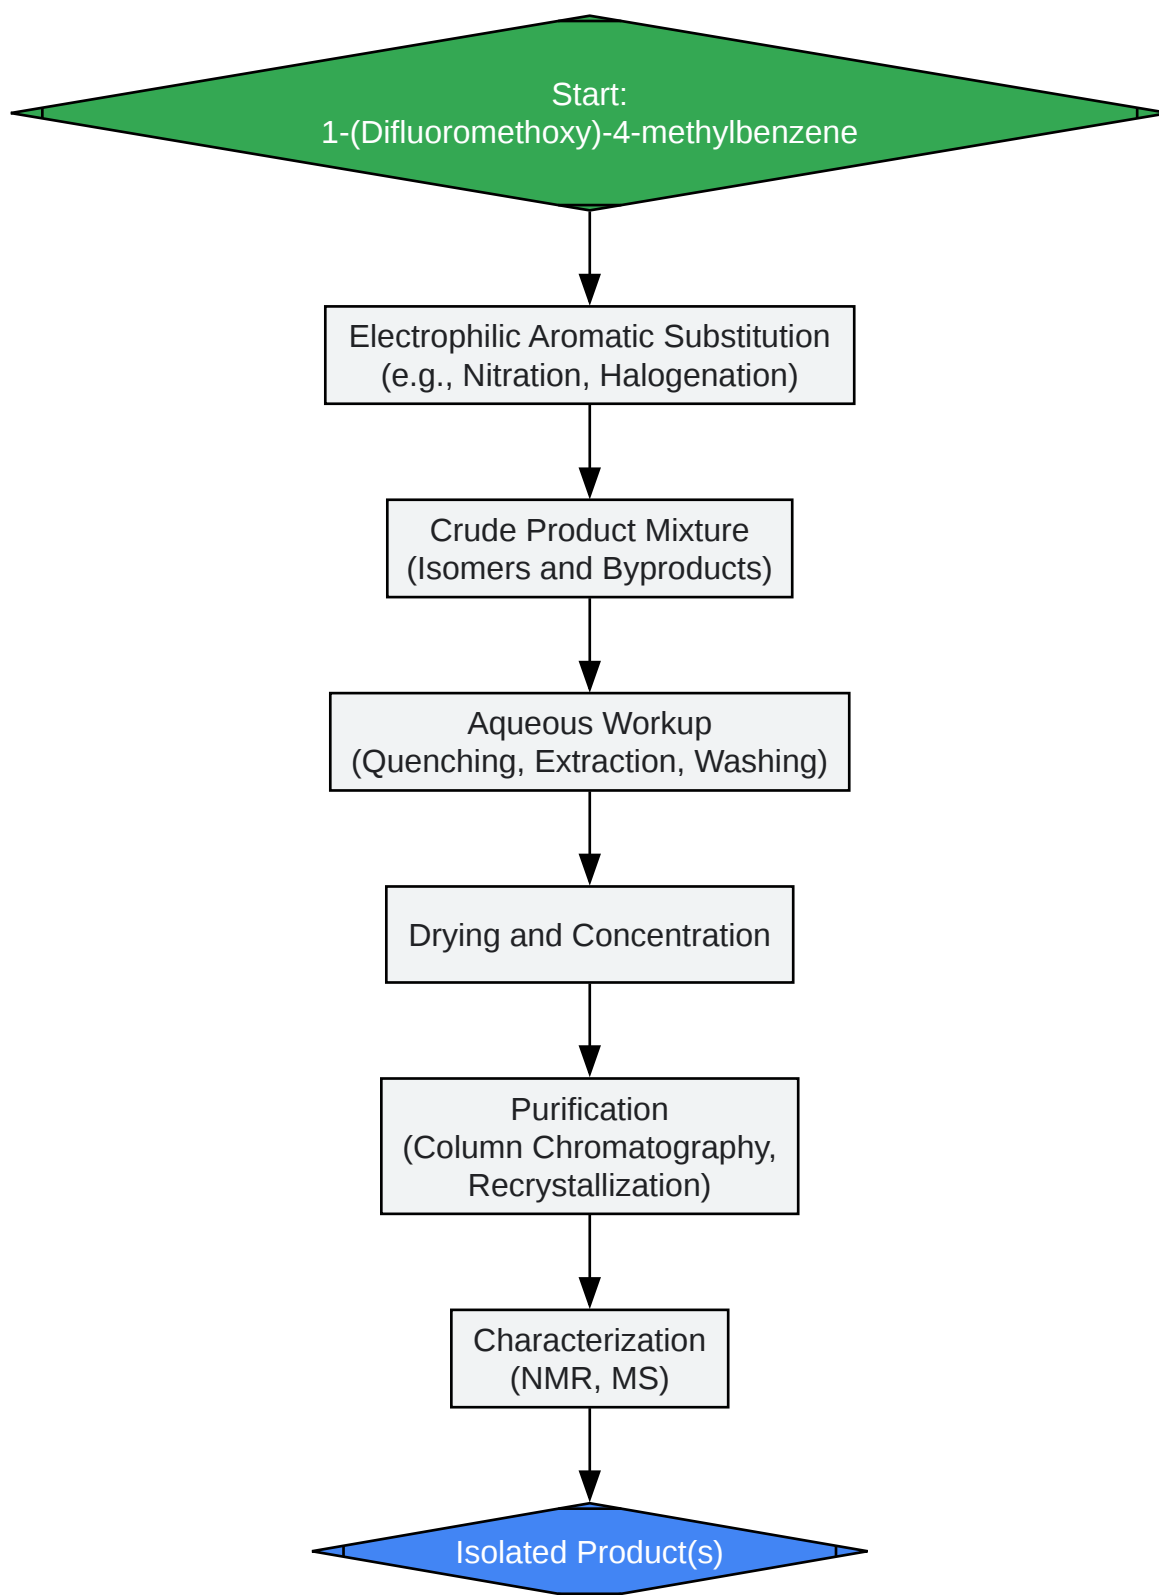 Start:
1-(Difluoromethoxy)-4-methylbenzene
Electrophilic Aromatic Substitution
(e.g., Nitration, Halogenation)
Crude Product Mixture
(Isomers and Byproducts)
Aqueous Workup
(Quenching, Extraction, Washing)
Drying and Concentration
Purification
(Column Chromatography,
Recrystallization)
Characterization
(NMR, MS)
Isolated Product(s)